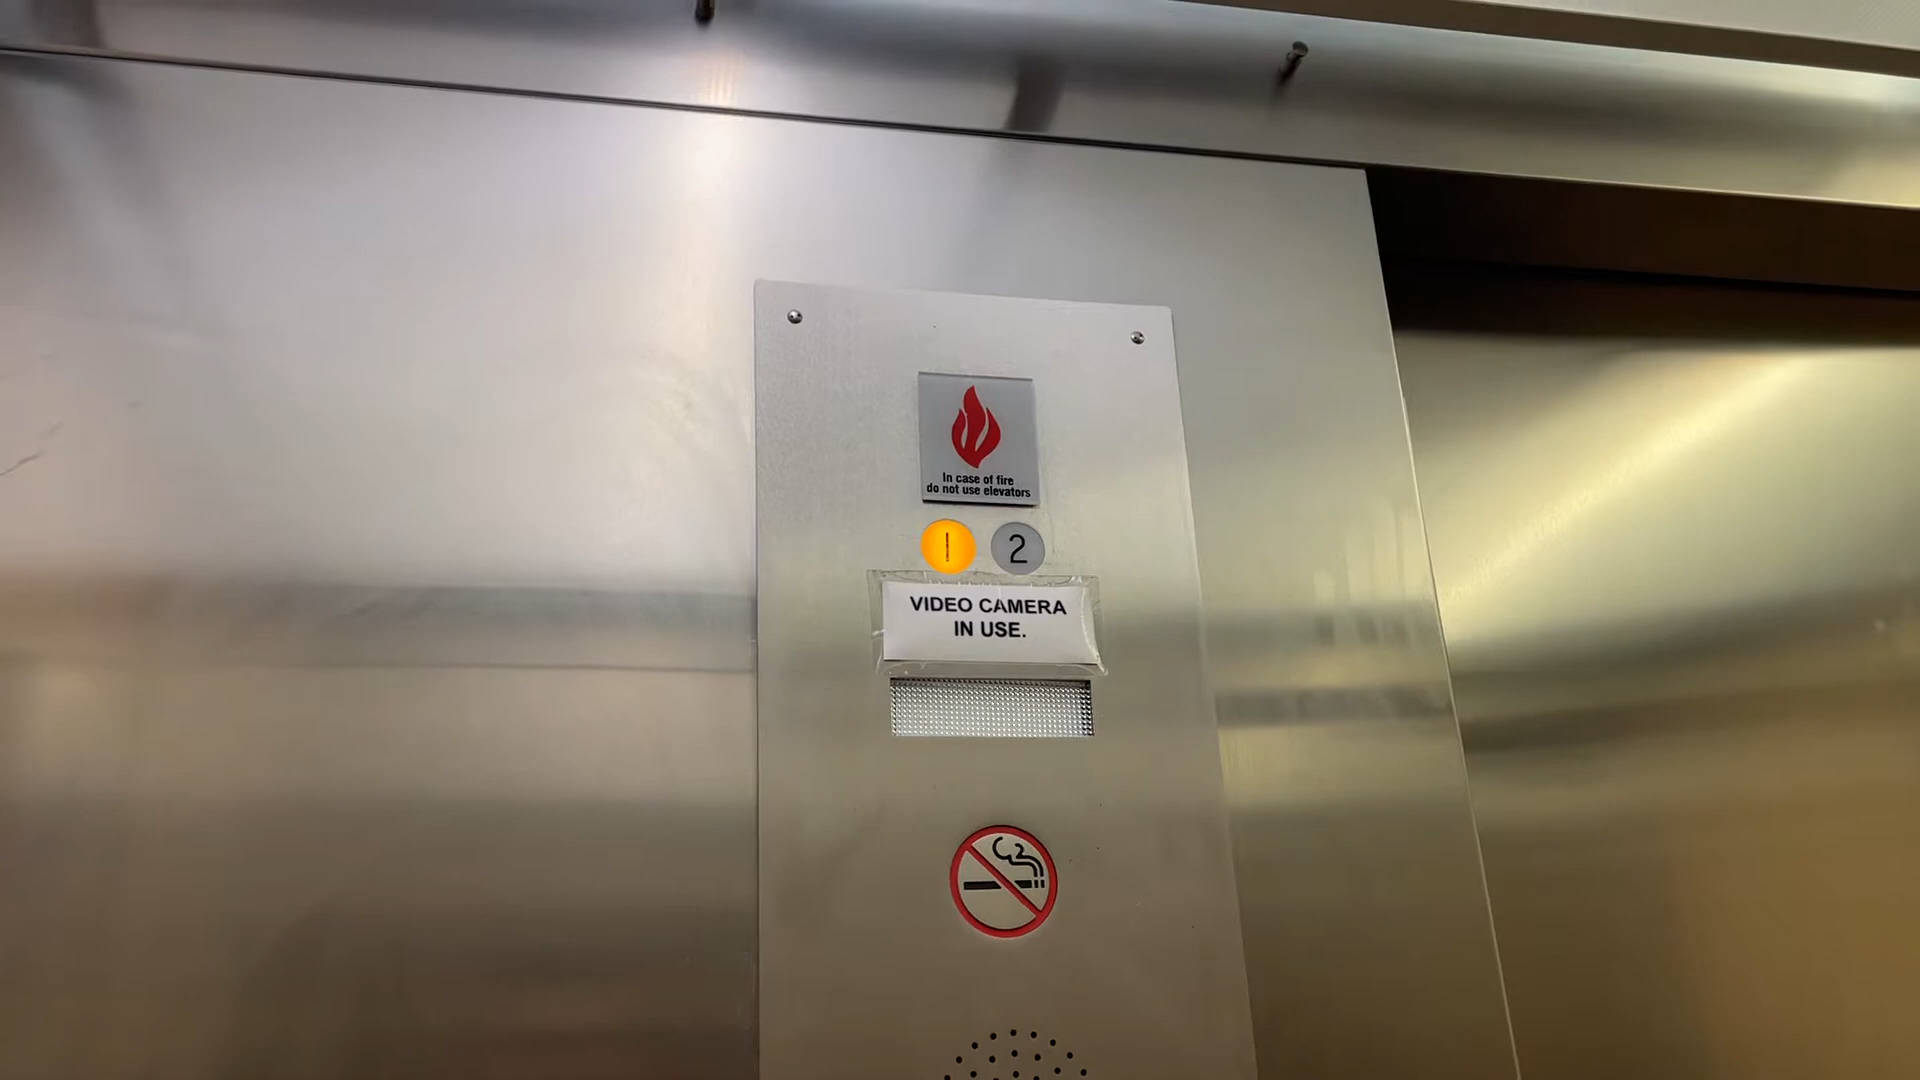 In case of fire
do not use elevators
1 2
VIDEO CAMERA
IN USE.